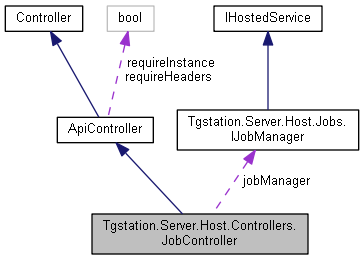 Controller
bool
IHostedService
requireInstance
requireHeaders
ApiController
Tgstation.Server.Host.Jobs.
IJobManager
jobManager
Tgstation.Server.Host.Controllers.
JobController